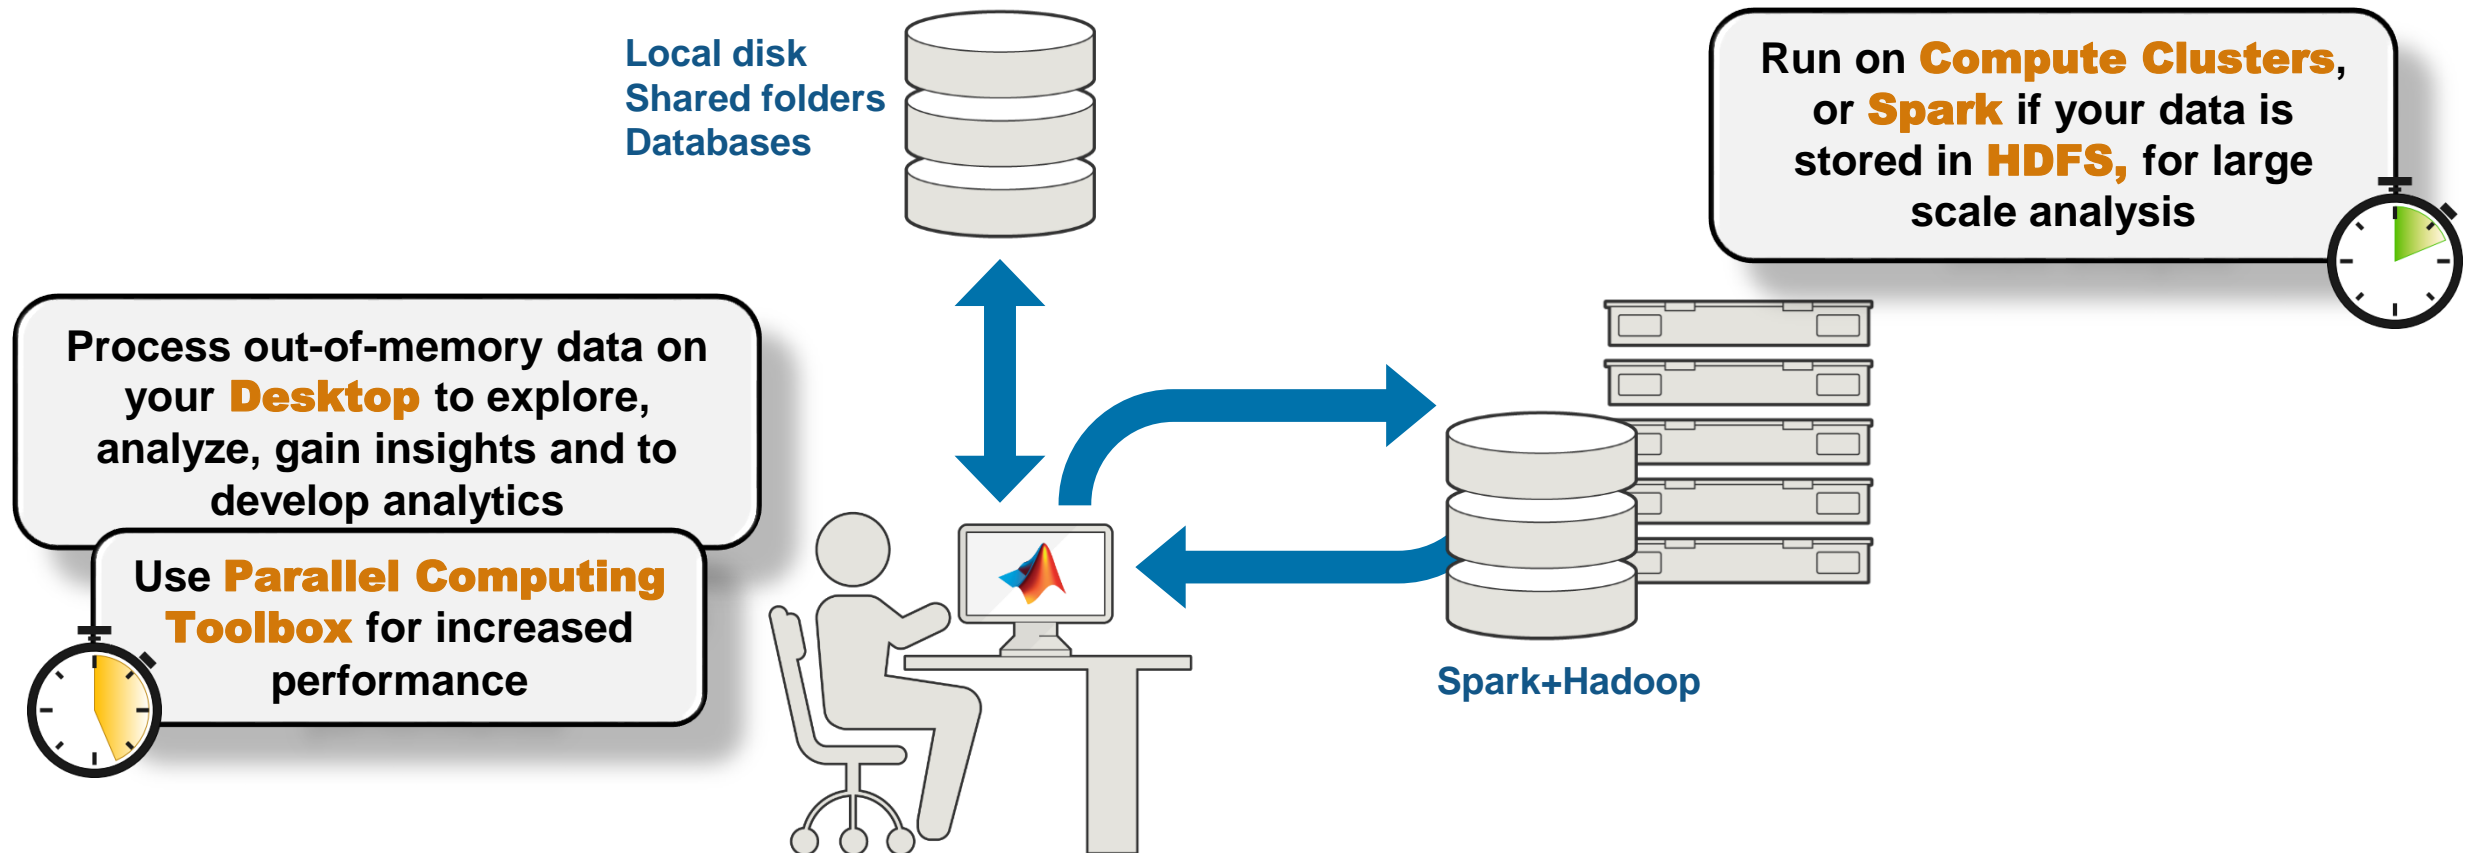 Local disk
Shared folders
Databases
Run on Compute Clusters,
or Spark if your data is
stored in HDFS, for large
scale analysis
Process out-of-memory data on
your Desktop to explore,
analyze, gain insights and to
develop analytics
Use Parallel Computing
Toolbox for increased
performance
Spark+Hadoop